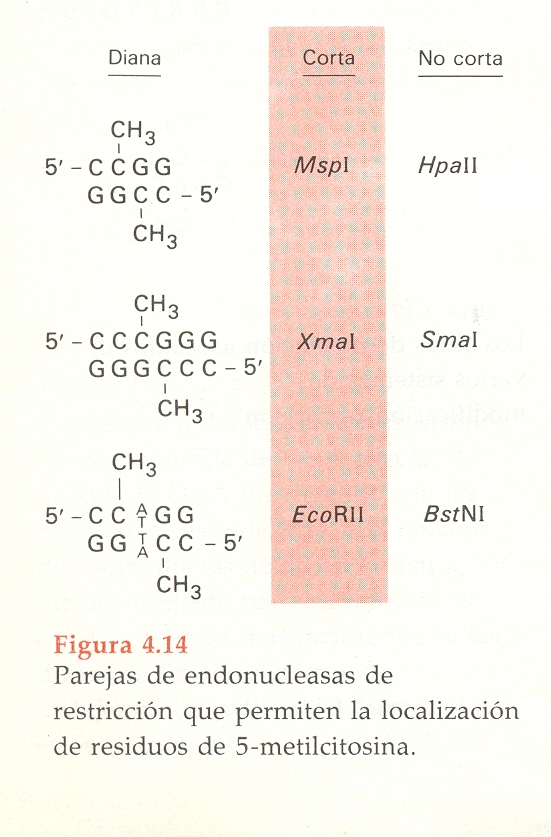 Diana Corta No corta
CH3
5′ – C C G G MspI HpaII
G G C C – 5′
CH3
CH3
5′ – C C C G G G XmaI SmaI
G G G C C C – 5′
CH3
CH3
5′ – C C A/T G G EcoRII BstNI
G G T/A C C – 5′
CH3
Figura 4.14
Parejas de endonucleasas de
restricción que permiten la localización
de residuos de 5-metilcitosina.